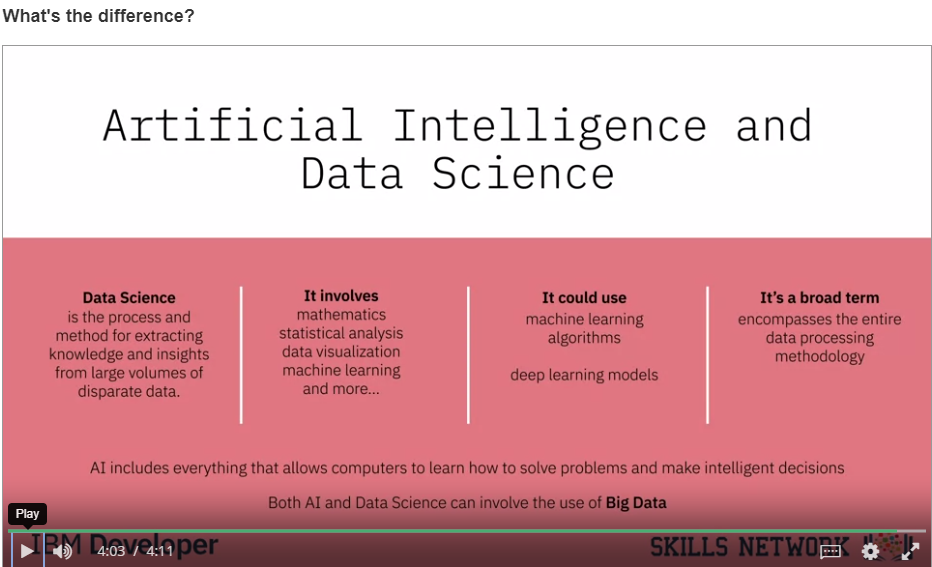 What's the difference?
Artificial Intelligence and
Data Science
Data Science
is the process and
method for extracting
knowledge and insights
from large volumes of
disparate data.
It involves
mathematics
statistical analysis
data visualization
machine learning
and more...
It could use
machine learning
algorithms
deep learning models
It's a broad term
encompasses the entire
data processing
methodology
AI includes everything that allows computers to learn how to solve problems and make intelligent decisions
Both AI and Data Science can involve the use of Big Data
Play
IBM Developer
SKILLS NETWORK
4:03 / 4:11